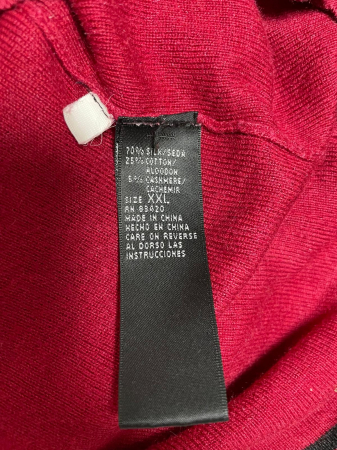 70% SILK/SEDA
25% COTTON/
ALGODON
5% CASHMERE/
CACHEMIR
SIZE XXL
RN 83420
MADE IN CHINA
HECHO EN CHINA
CARE ON REVERSE
AL DORSO LAS
INSTRUCCIONES